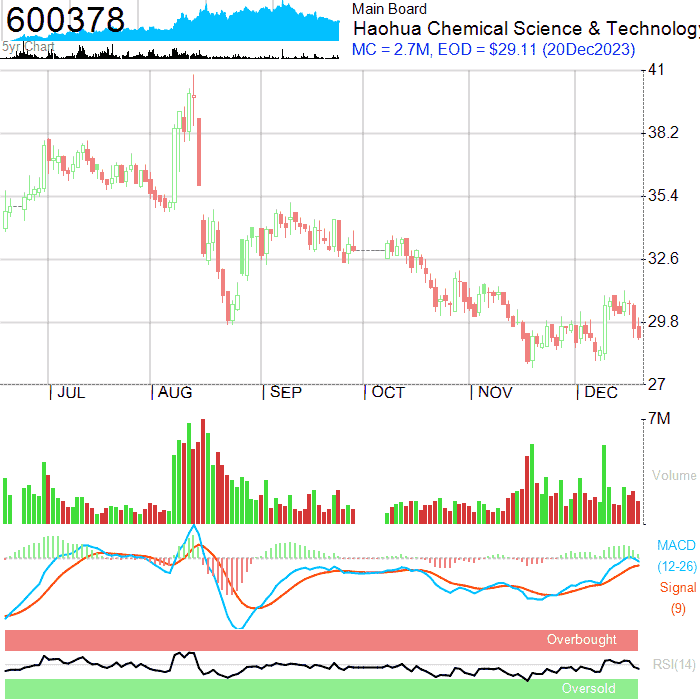 600378
5yr Chart
Main Board
Haohua Chemical Science & Technology
MC = 2.7M, EOD = $29.11 (20Dec2023)
41
38.2
35.4
32.6
29.8
27
JUL
AUG
SEP
OCT
NOV
DEC
7M
Volume
MACD
(12-26)
Signal
(9)
Overbought
RSI(14)
Oversold